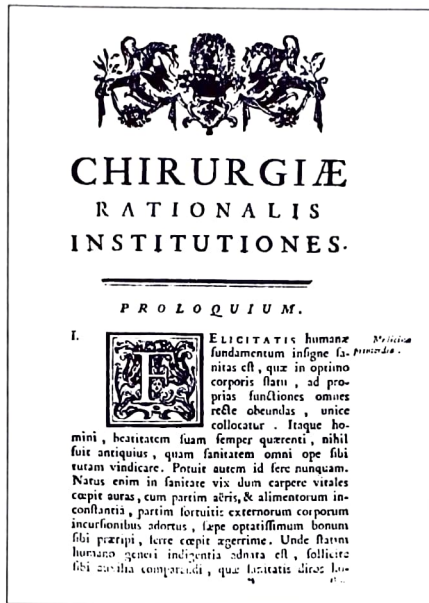 CHIRURGIÆ
RATIONALIS
INSTITUTIONES.
PROLOQUIUM.
I.
FELICITATIS humanæ
fundamentum insigne sa-
nitas eſt, quæ in optimo
corporis ſtatu, ad pro-
prias functiones omnes
recte obeundas, unice
collocatur. Itaque ho-
mini, beatitatem ſuam ſemper quærenti, nihil
fuit antiquius, quam ſanitatem omni ope ſibi
tutam vindicare. Potuit autem id fere nunquam.
Natus enim in ſanitate vix dum carpere vitales
cœpit auras, cum partim aëris, & alimentorum in-
conſtantiâ, partim fortuitis externorum corporum
incurſionibus adortus, ſæpe optatiſſimum bonum
ſibi præripi, ferre cœpit ægerrime. Unde ſtatim
humano generi indigentia adnata eſt, ſollicite
ſibi auxilia comparandi, quæ ſanitatis diros
Medicinæ
primordia.